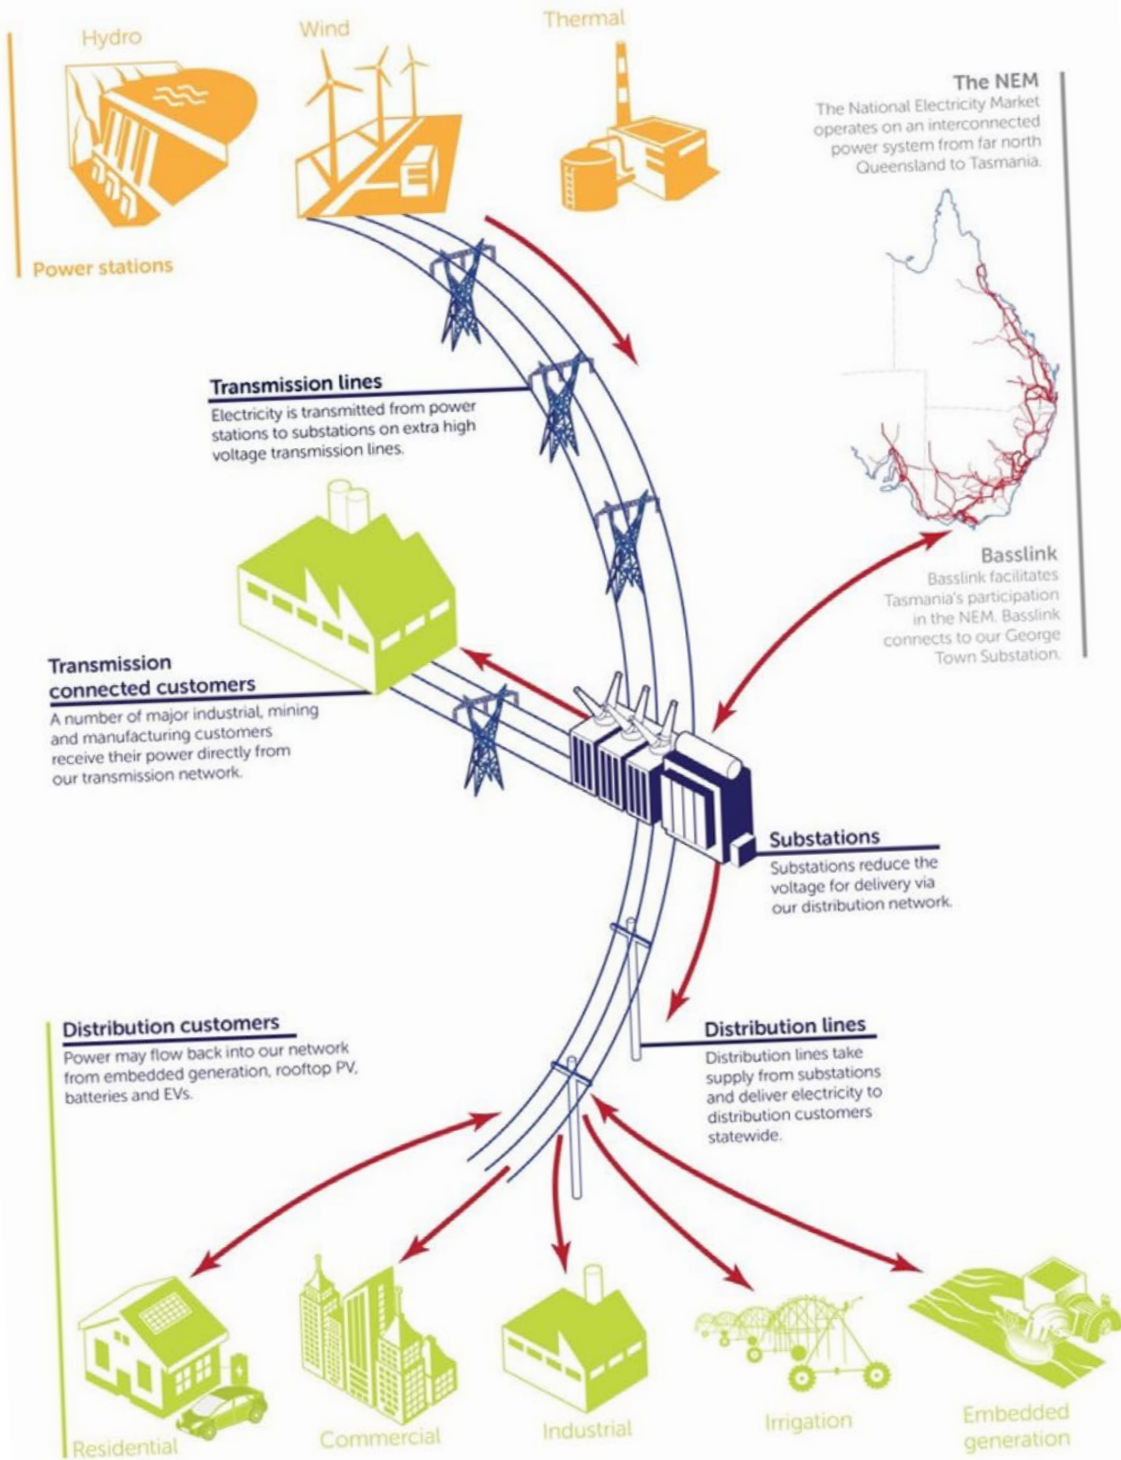 Hydro
Wind
Thermal
Power stations
The NEM
The National Electricity Market
operates on an interconnected
power system from far north
Queensland to Tasmania.
Transmission lines
Electricity is transmitted from power
stations to substations on extra high
voltage transmission lines.
Basslink
Basslink facilitates
Tasmania's participation
in the NEM. Basslink
connects to our George
Town Substation.
Transmission
connected customers
A number of major industrial, mining
and manufacturing customers
receive their power directly from
our transmission network.
Substations
Substations reduce the
voltage for delivery via
our distribution network.
Distribution customers
Power may flow back into our network
from embedded generation, rooftop PV,
batteries and EVs.
Distribution lines
Distribution lines take
supply from substations
and deliver electricity to
distribution customers
statewide.
Residential
Commercial
Industrial
Irrigation
Embedded
generation